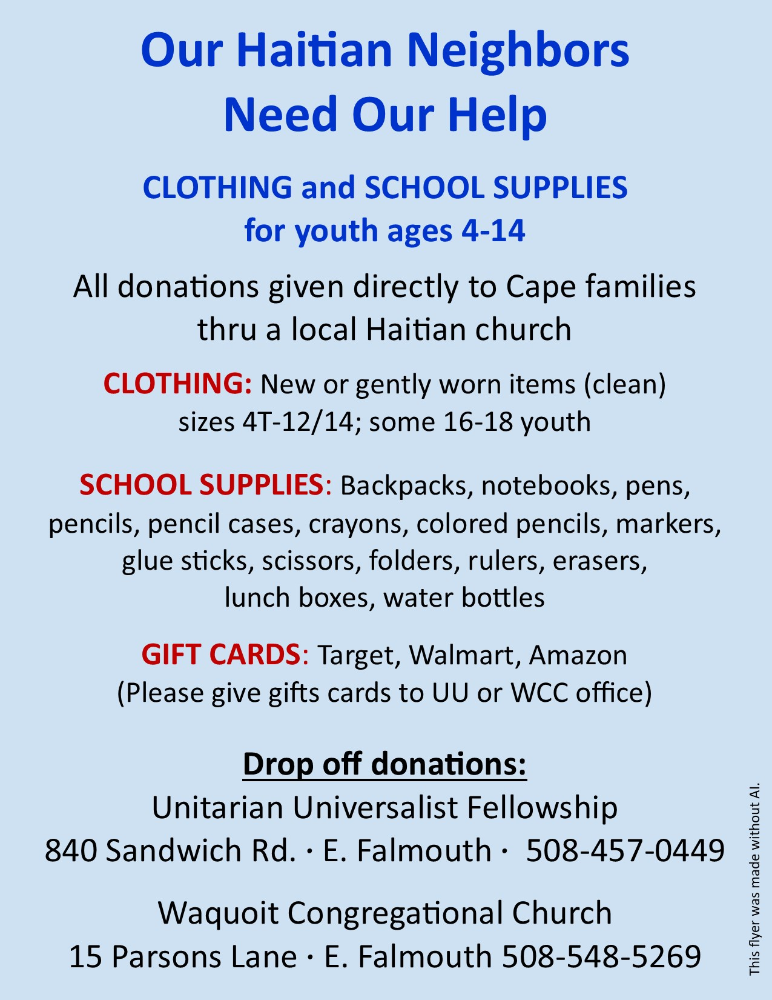 Our Haitian Neighbors
Need Our Help
CLOTHING and SCHOOL SUPPLIES
for youth ages 4-14
All donations given directly to Cape families
thru a local Haitian church
CLOTHING: New or gently worn items (clean)
sizes 4T-12/14; some 16-18 youth
SCHOOL SUPPLIES: Backpacks, notebooks, pens,
pencils, pencil cases, crayons, colored pencils, markers,
glue sticks, scissors, folders, rulers, erasers,
lunch boxes, water bottles
GIFT CARDS: Target, Walmart, Amazon
(Please give gifts cards to UU or WCC office)
Drop off donations:
Unitarian Universalist Fellowship
840 Sandwich Rd. · E. Falmouth · 508-457-0449
Waquoit Congregational Church
15 Parsons Lane · E. Falmouth 508-548-5269
This flyer was made without AI.